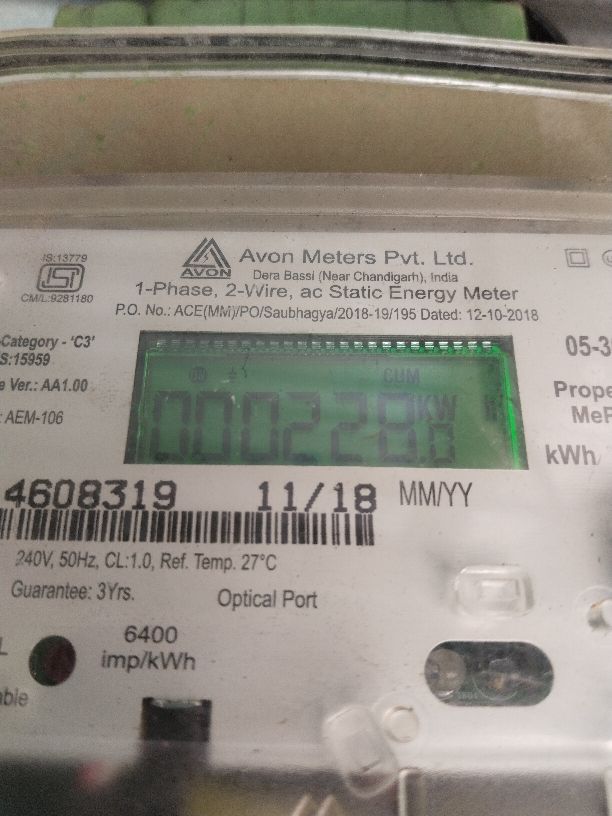 IS:13779
ISI
CM/L:9281180
AVON
Avon Meters Pvt. Ltd.
Dera Bassi (Near Chandigarh), India
1-Phase, 2-Wire, ac Static Energy Meter
P.O. No.: ACE(MM)/PO/Saubhagya/2018-19/195 Dated: 12-10-2018
-Category - 'C3'
S:15959
e Ver.: AA1.00
: AEM-106
CUM
000228.0 KW
05-3
Prope
MeP
kWh
4608319 11/18 MM/YY
240V, 50Hz, CL:1.0, Ref. Temp. 27°C
Guarantee: 3Yrs.
Optical Port
6400
imp/kWh
L
able